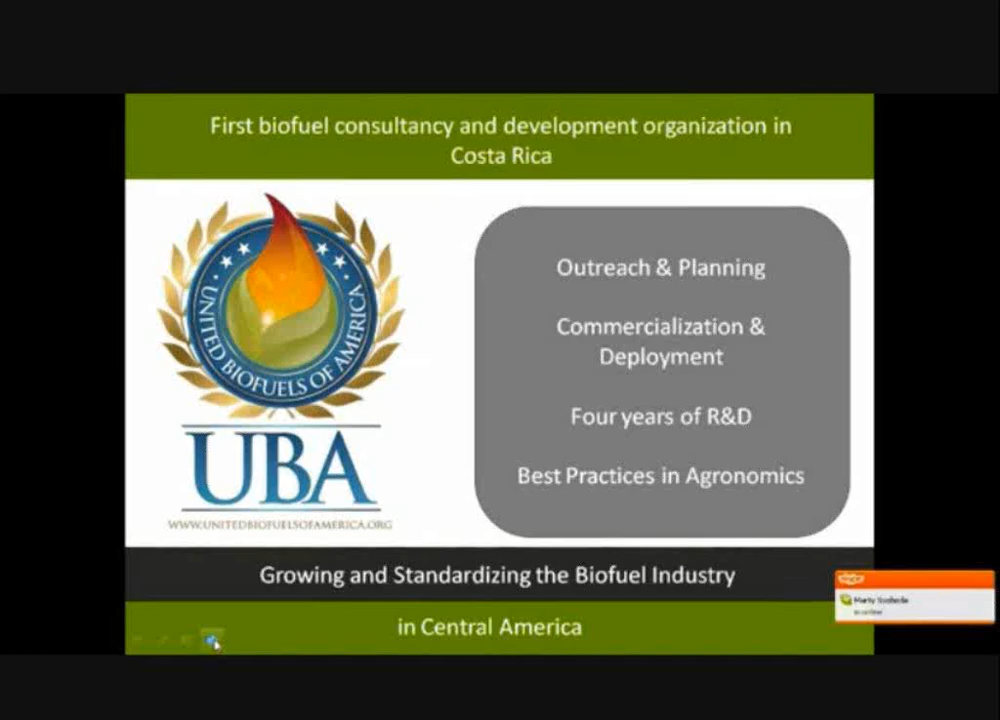 First biofuel consultancy and development organization in
Costa Rica
UNITED BIOFUELS OF AMERICA
UBA
WWW.UNITEDBIOFUELSOFAMERICA.ORG
Outreach & Planning
Commercialization &
Deployment
Four years of R&D
Best Practices in Agronomics
Growing and Standardizing the Biofuel Industry
in Central America
Marty